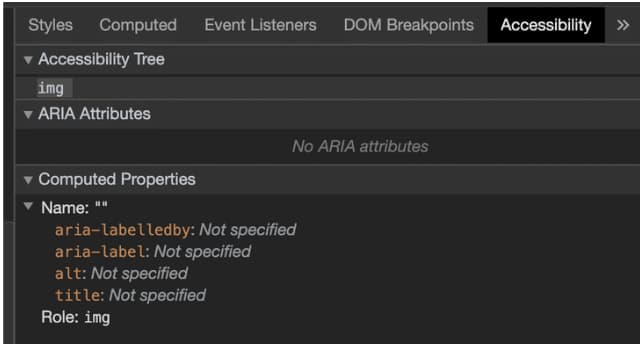 Styles Computed Event Listeners DOM Breakpoints Accessibility »
▼ Accessibility Tree
img
▼ ARIA Attributes
No ARIA attributes
▼ Computed Properties
▼ Name: ""
aria-labelledby: Not specified
aria-label: Not specified
alt: Not specified
title: Not specified
Role: img